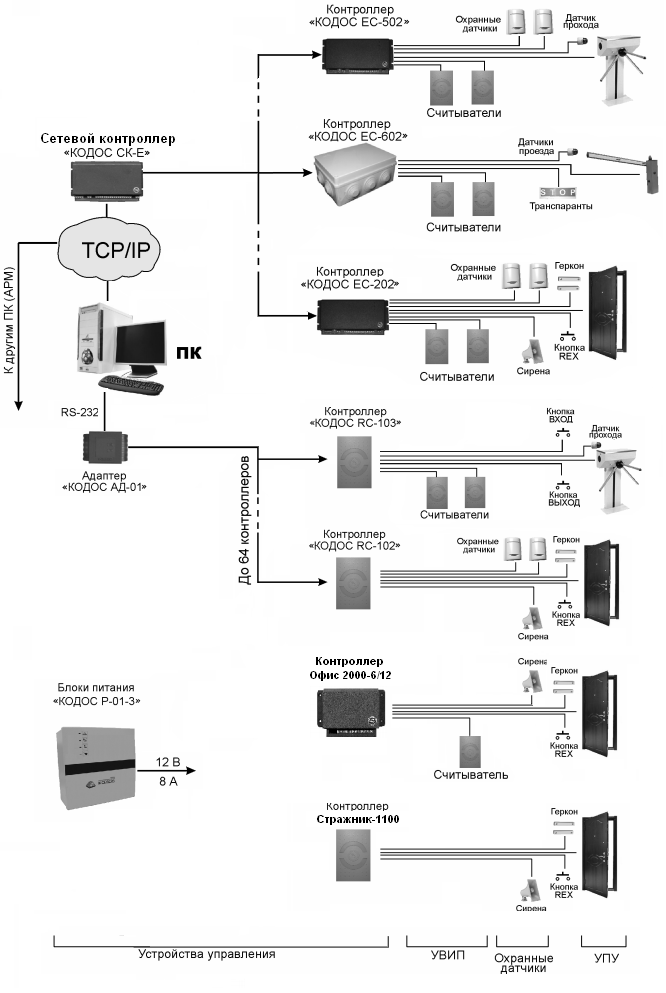 Контроллер
«КОДОС ЕС-502»
Охранные
датчики
Датчик
прохода
Считыватели
Сетевой контроллер
«КОДОС СК-Е»
Контроллер
«КОДОС ЕС-602»
Датчики
проезда
STOP
Транспаранты
Считыватели
TCP/IP
К другим ПК (АРМ)
Контроллер
«КОДОС ЕС-202»
Охранные
датчики
Геркон
Кнопка
REX
Сирена
Считыватели
ПК
RS-232
Адаптер
«КОДОС АД-01»
До 64 контроллеров
Контроллер
«КОДОС RC-103»
Кнопка
ВХОД
Датчик
прохода
Кнопка
ВЫХОД
Считыватели
Контроллер
«КОДОС RC-102»
Охранные
датчики
Геркон
Кнопка
REX
Сирена
Блоки питания
«КОДОС Р-01-3»
12 В
8 А
Контроллер
Офис 2000-6/12
Сирена
Геркон
Кнопка
REX
Считыватель
Контроллер
Стражник-1100
Геркон
Кнопка
REX
Сирена
Устройства управления
УВИП
Охранные
датчики
УПУ